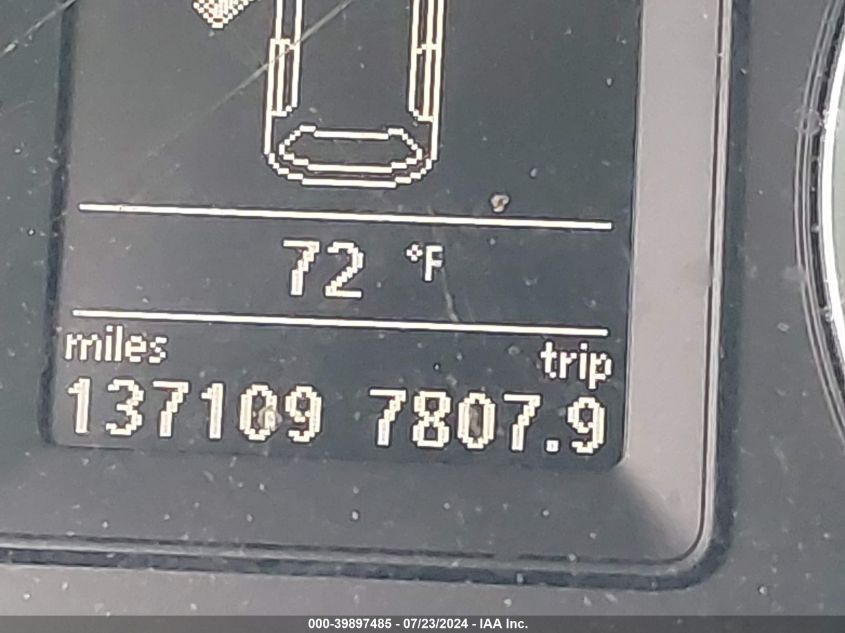 72 °F
miles trip
137109 7807.9
000-39897485 - 07/23/2024 - IAA Inc.